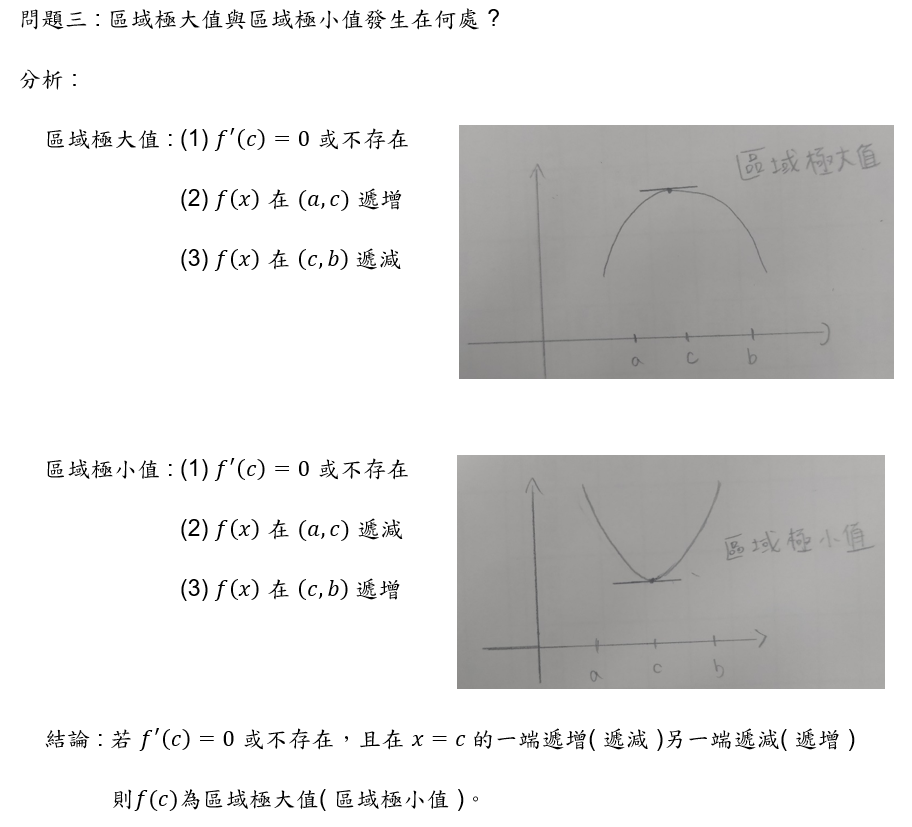 問題三：區域極大值與區域極小值發生在何處？
分析：
區域極大值：(1) f′(c) = 0 或不存在
(2) f(x) 在 (a, c) 遞增
(3) f(x) 在 (c, b) 遞減
區域極大值
a c b
區域極小值：(1) f′(c) = 0 或不存在
(2) f(x) 在 (a, c) 遞減
(3) f(x) 在 (c, b) 遞增
區域極小值
a c b
結論：若 f′(c) = 0 或不存在，且在 x = c 的一端遞增( 遞減 )另一端遞減( 遞增 )
則f(c)為區域極大值( 區域極小值 )。